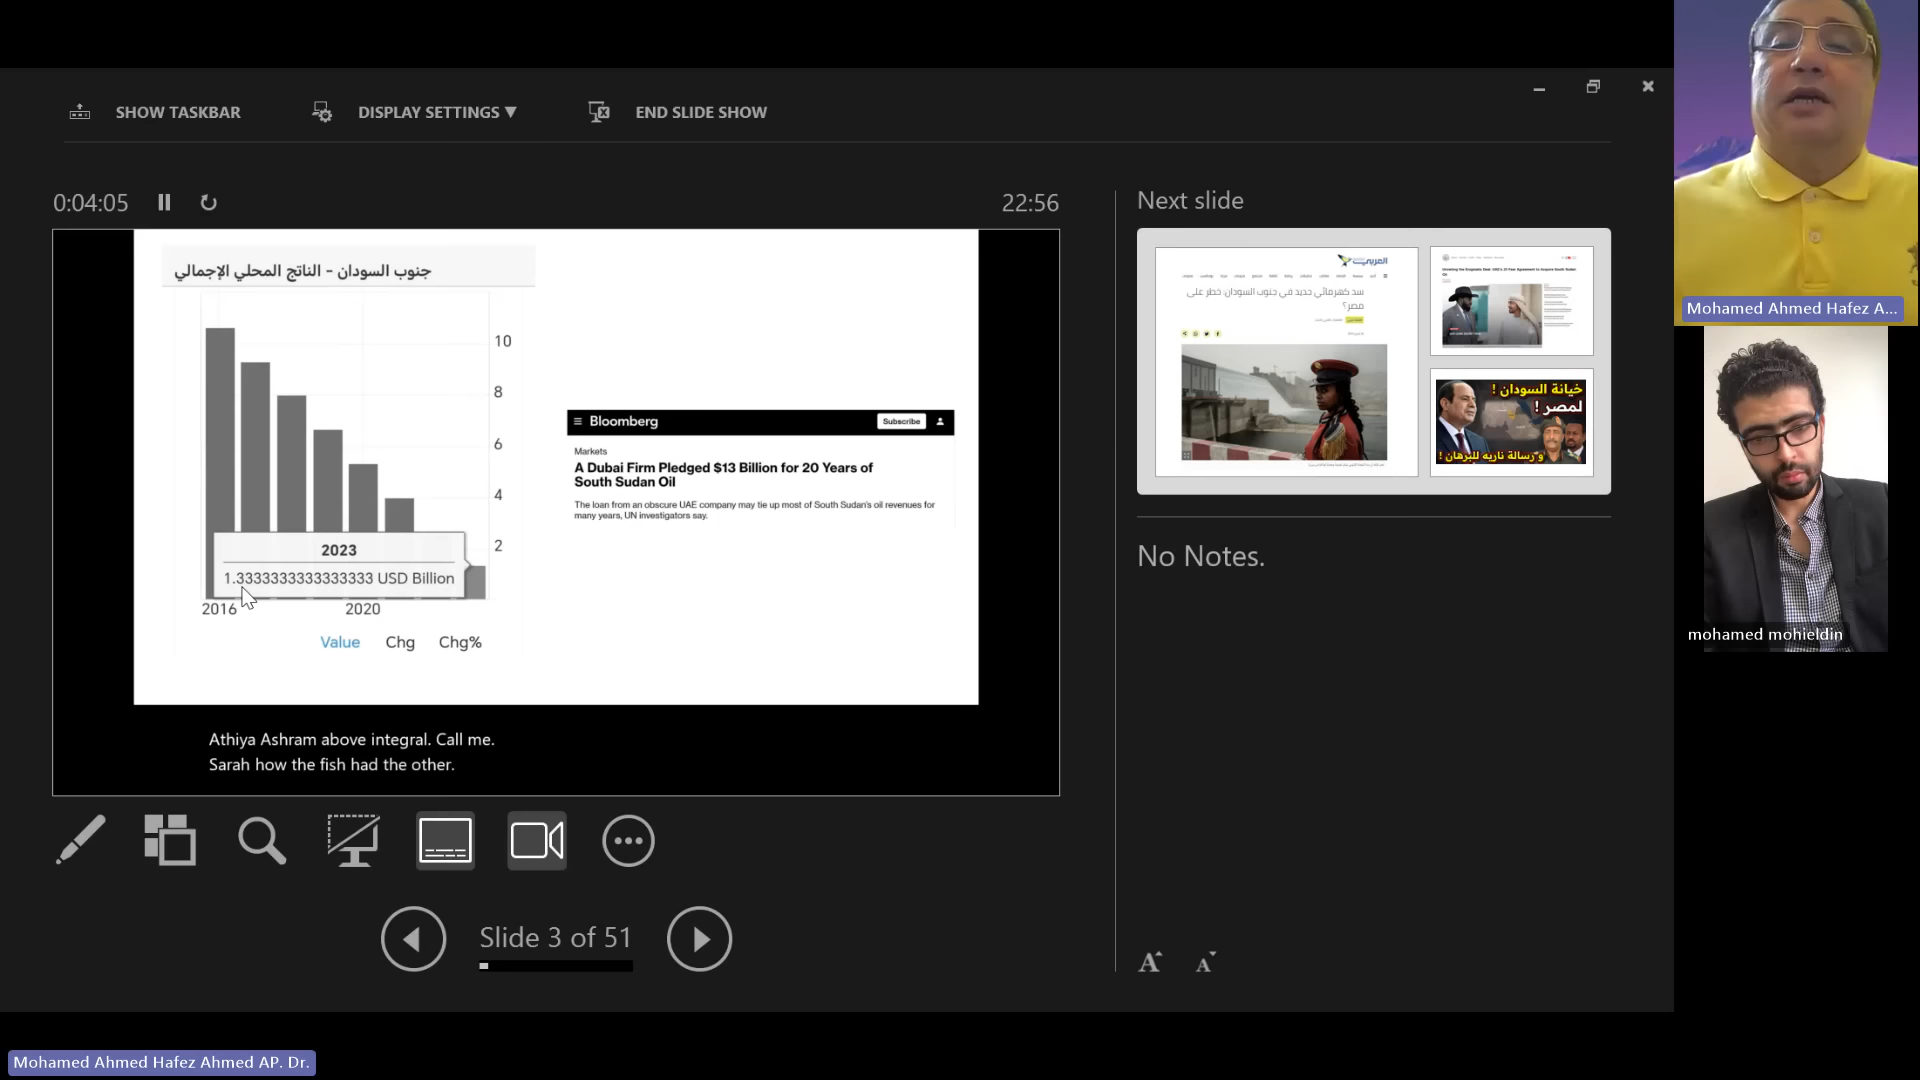 SHOW TASKBAR
DISPLAY SETTINGS ▼
END SLIDE SHOW
0:04:05
22:56
جنوب السودان - الناتج المحلي الإجمالي
10
8
6
4
2
2023
1.3333333333333333 USD Billion
2016
2020
Value Chg Chg%
Bloomberg
Subscribe
Markets
A Dubai Firm Pledged $13 Billion for 20 Years of
South Sudan Oil
The loan from an obscure UAE company may tie up most of South Sudan's oil revenues for
many years, UN investigators say.
Athiya Ashram above integral. Call me.
Sarah how the fish had the other.
Slide 3 of 51
Next slide
العربي
سد كهرمائي جديد في جنوب السودان: خطر على
مصر؟
خيانة السودان !
لمصر !
و رسالة ناريه للبرهان !
No Notes.
A
A
Mohamed Ahmed Hafez A...
mohamed mohieldin
Mohamed Ahmed Hafez Ahmed AP. Dr.